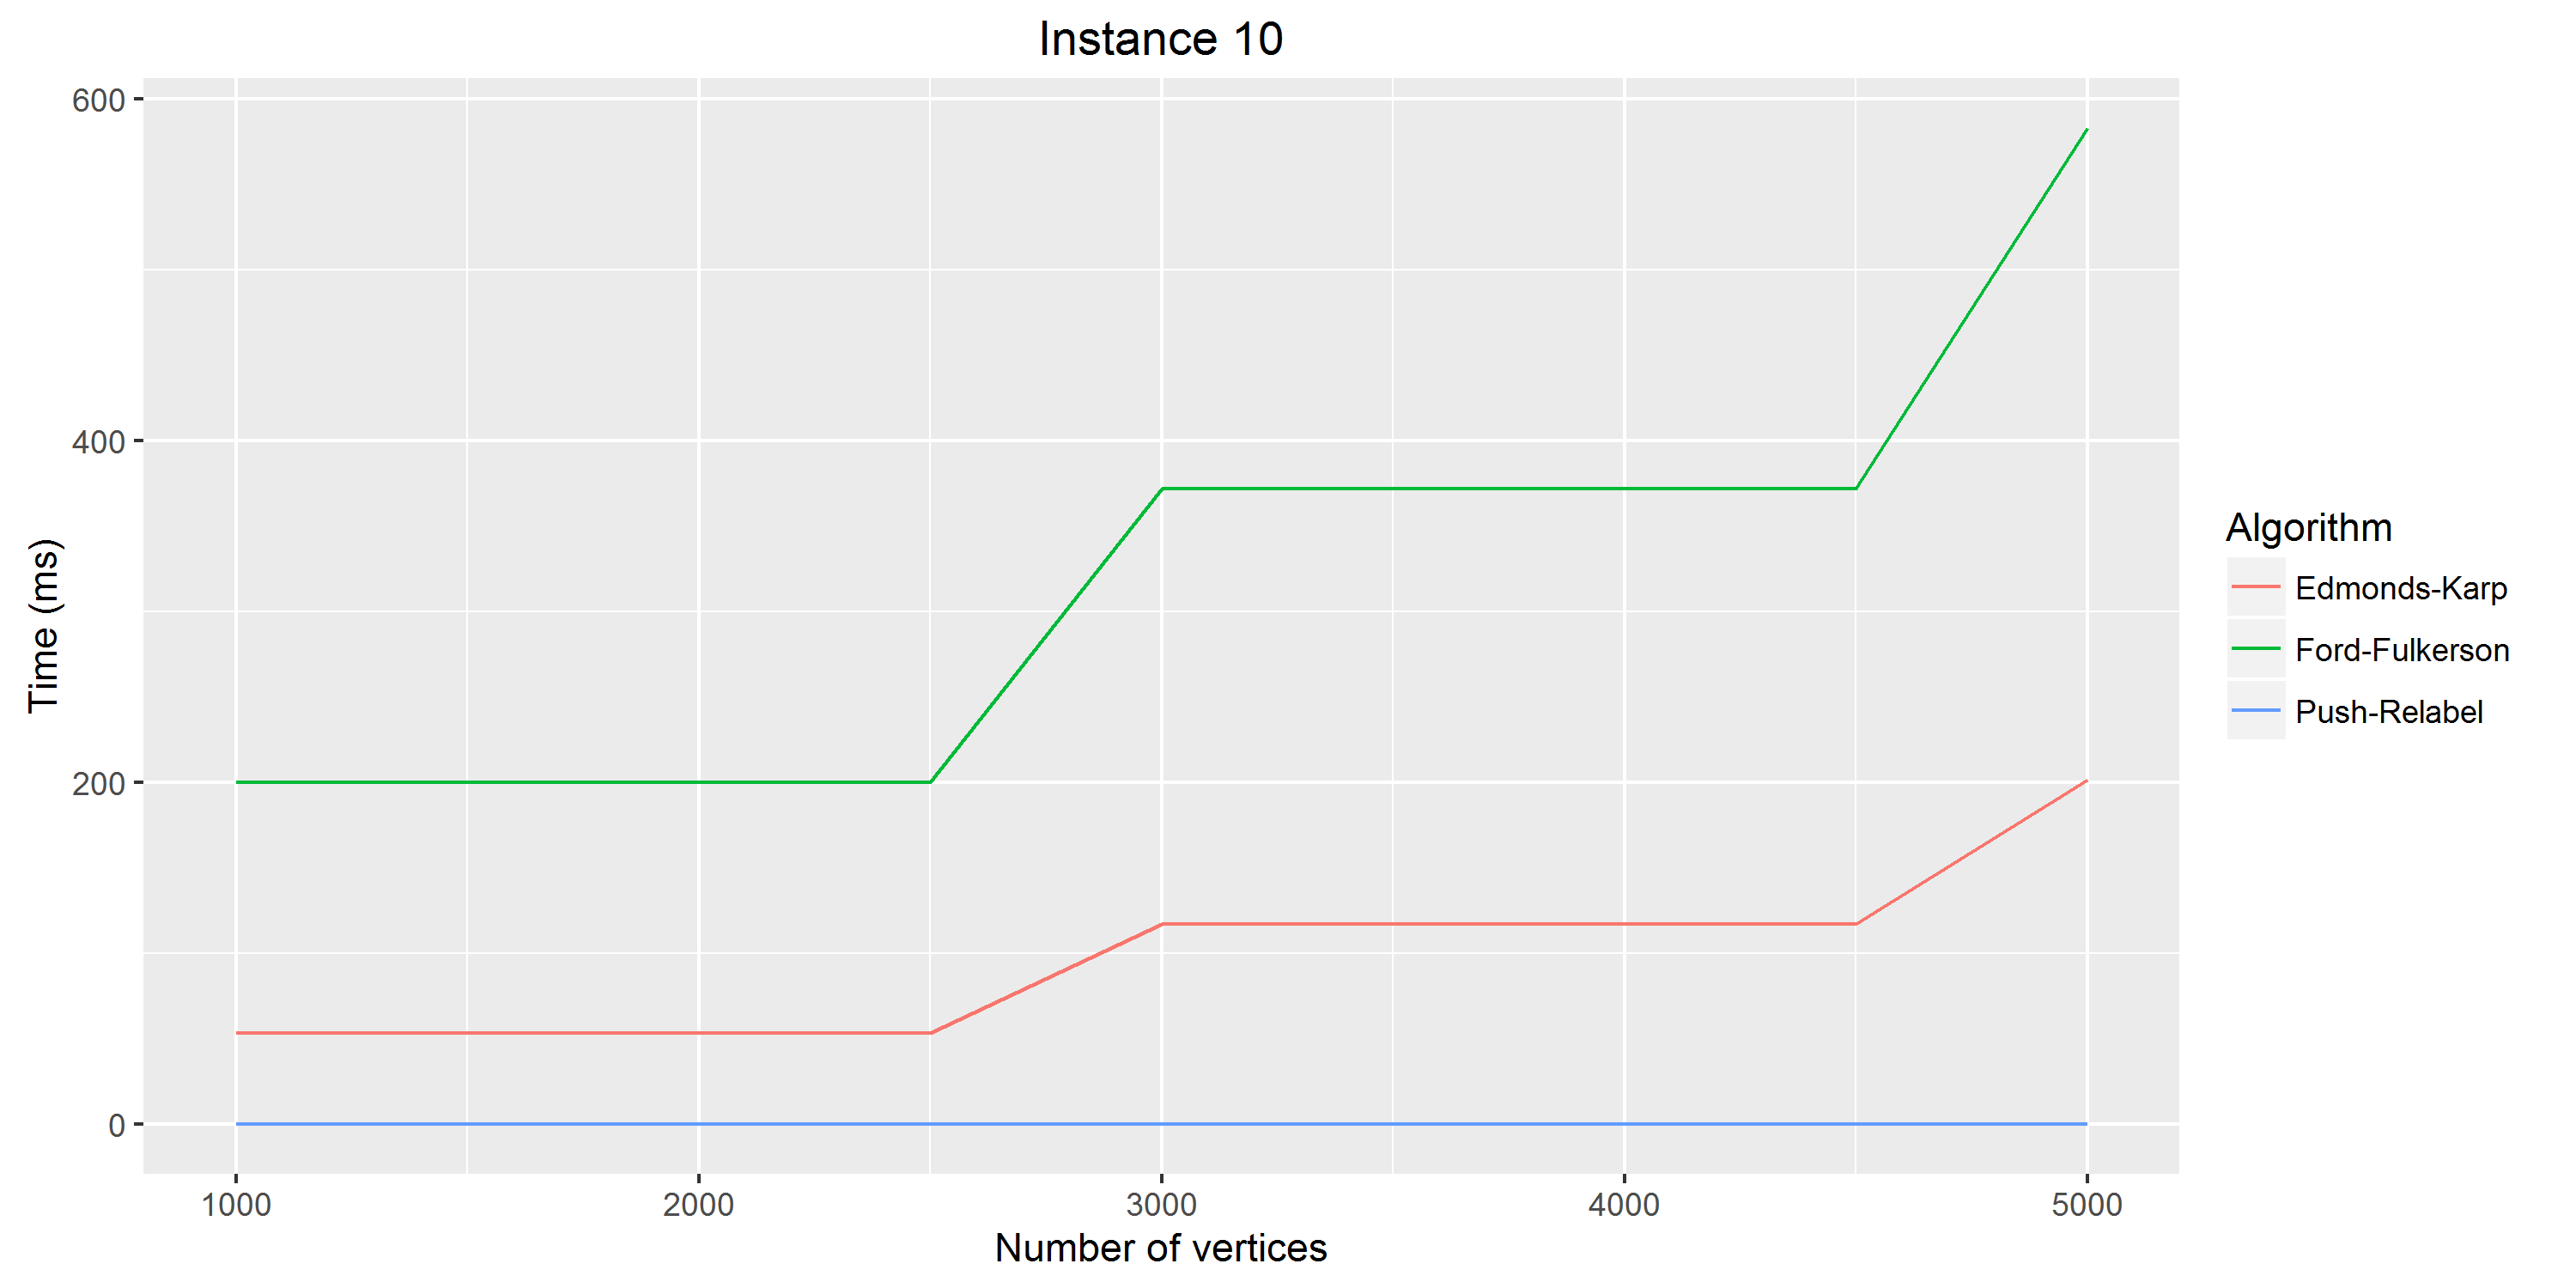 Instance 10
600
400
200
0
Time (ms)
1000 2000 3000 4000 5000
Number of vertices
Algorithm
Edmonds-Karp
Ford-Fulkerson
Push-Relabel